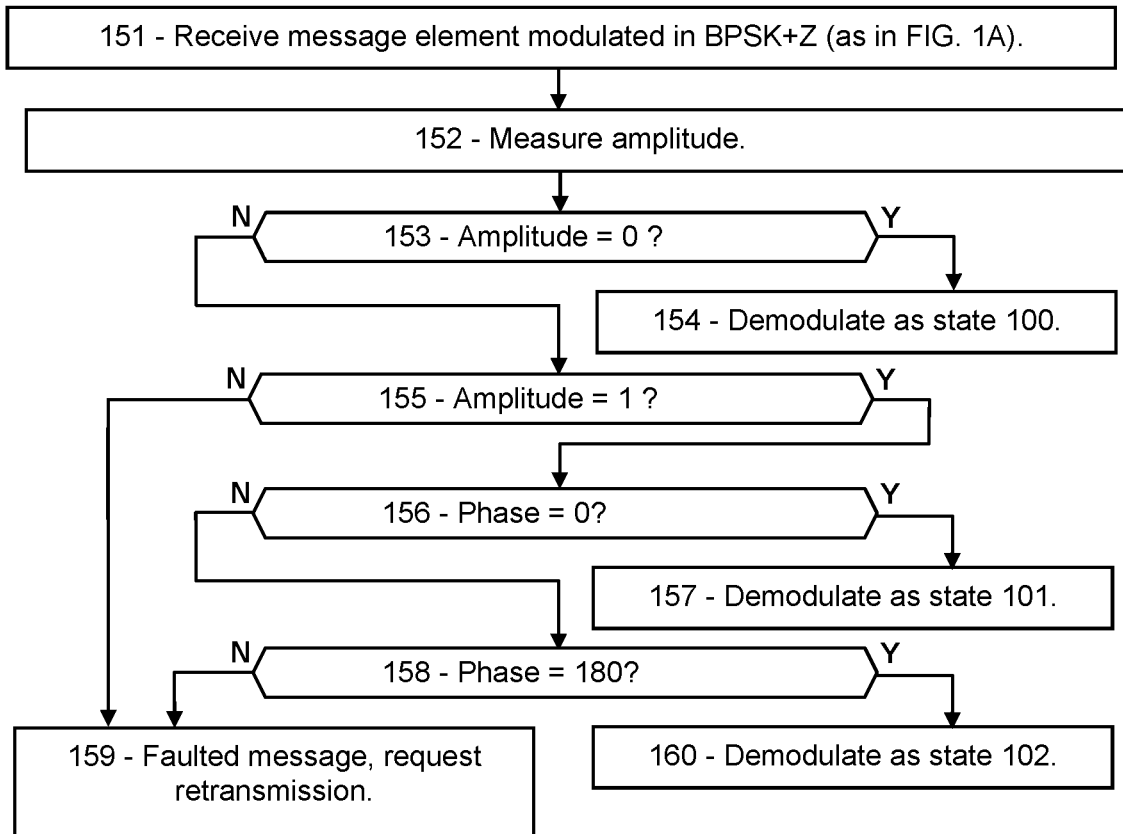 151 - Receive message element modulated in BPSK+Z (as in FIG. 1A).
152 - Measure amplitude.
N
Y
153 - Amplitude = 0 ?
154 - Demodulate as state 100.
N
Y
155 - Amplitude = 1 ?
N
Y
156 - Phase = 0?
157 - Demodulate as state 101.
N
Y
158 - Phase = 180?
159 - Faulted message, request
retransmission.
160 - Demodulate as state 102.